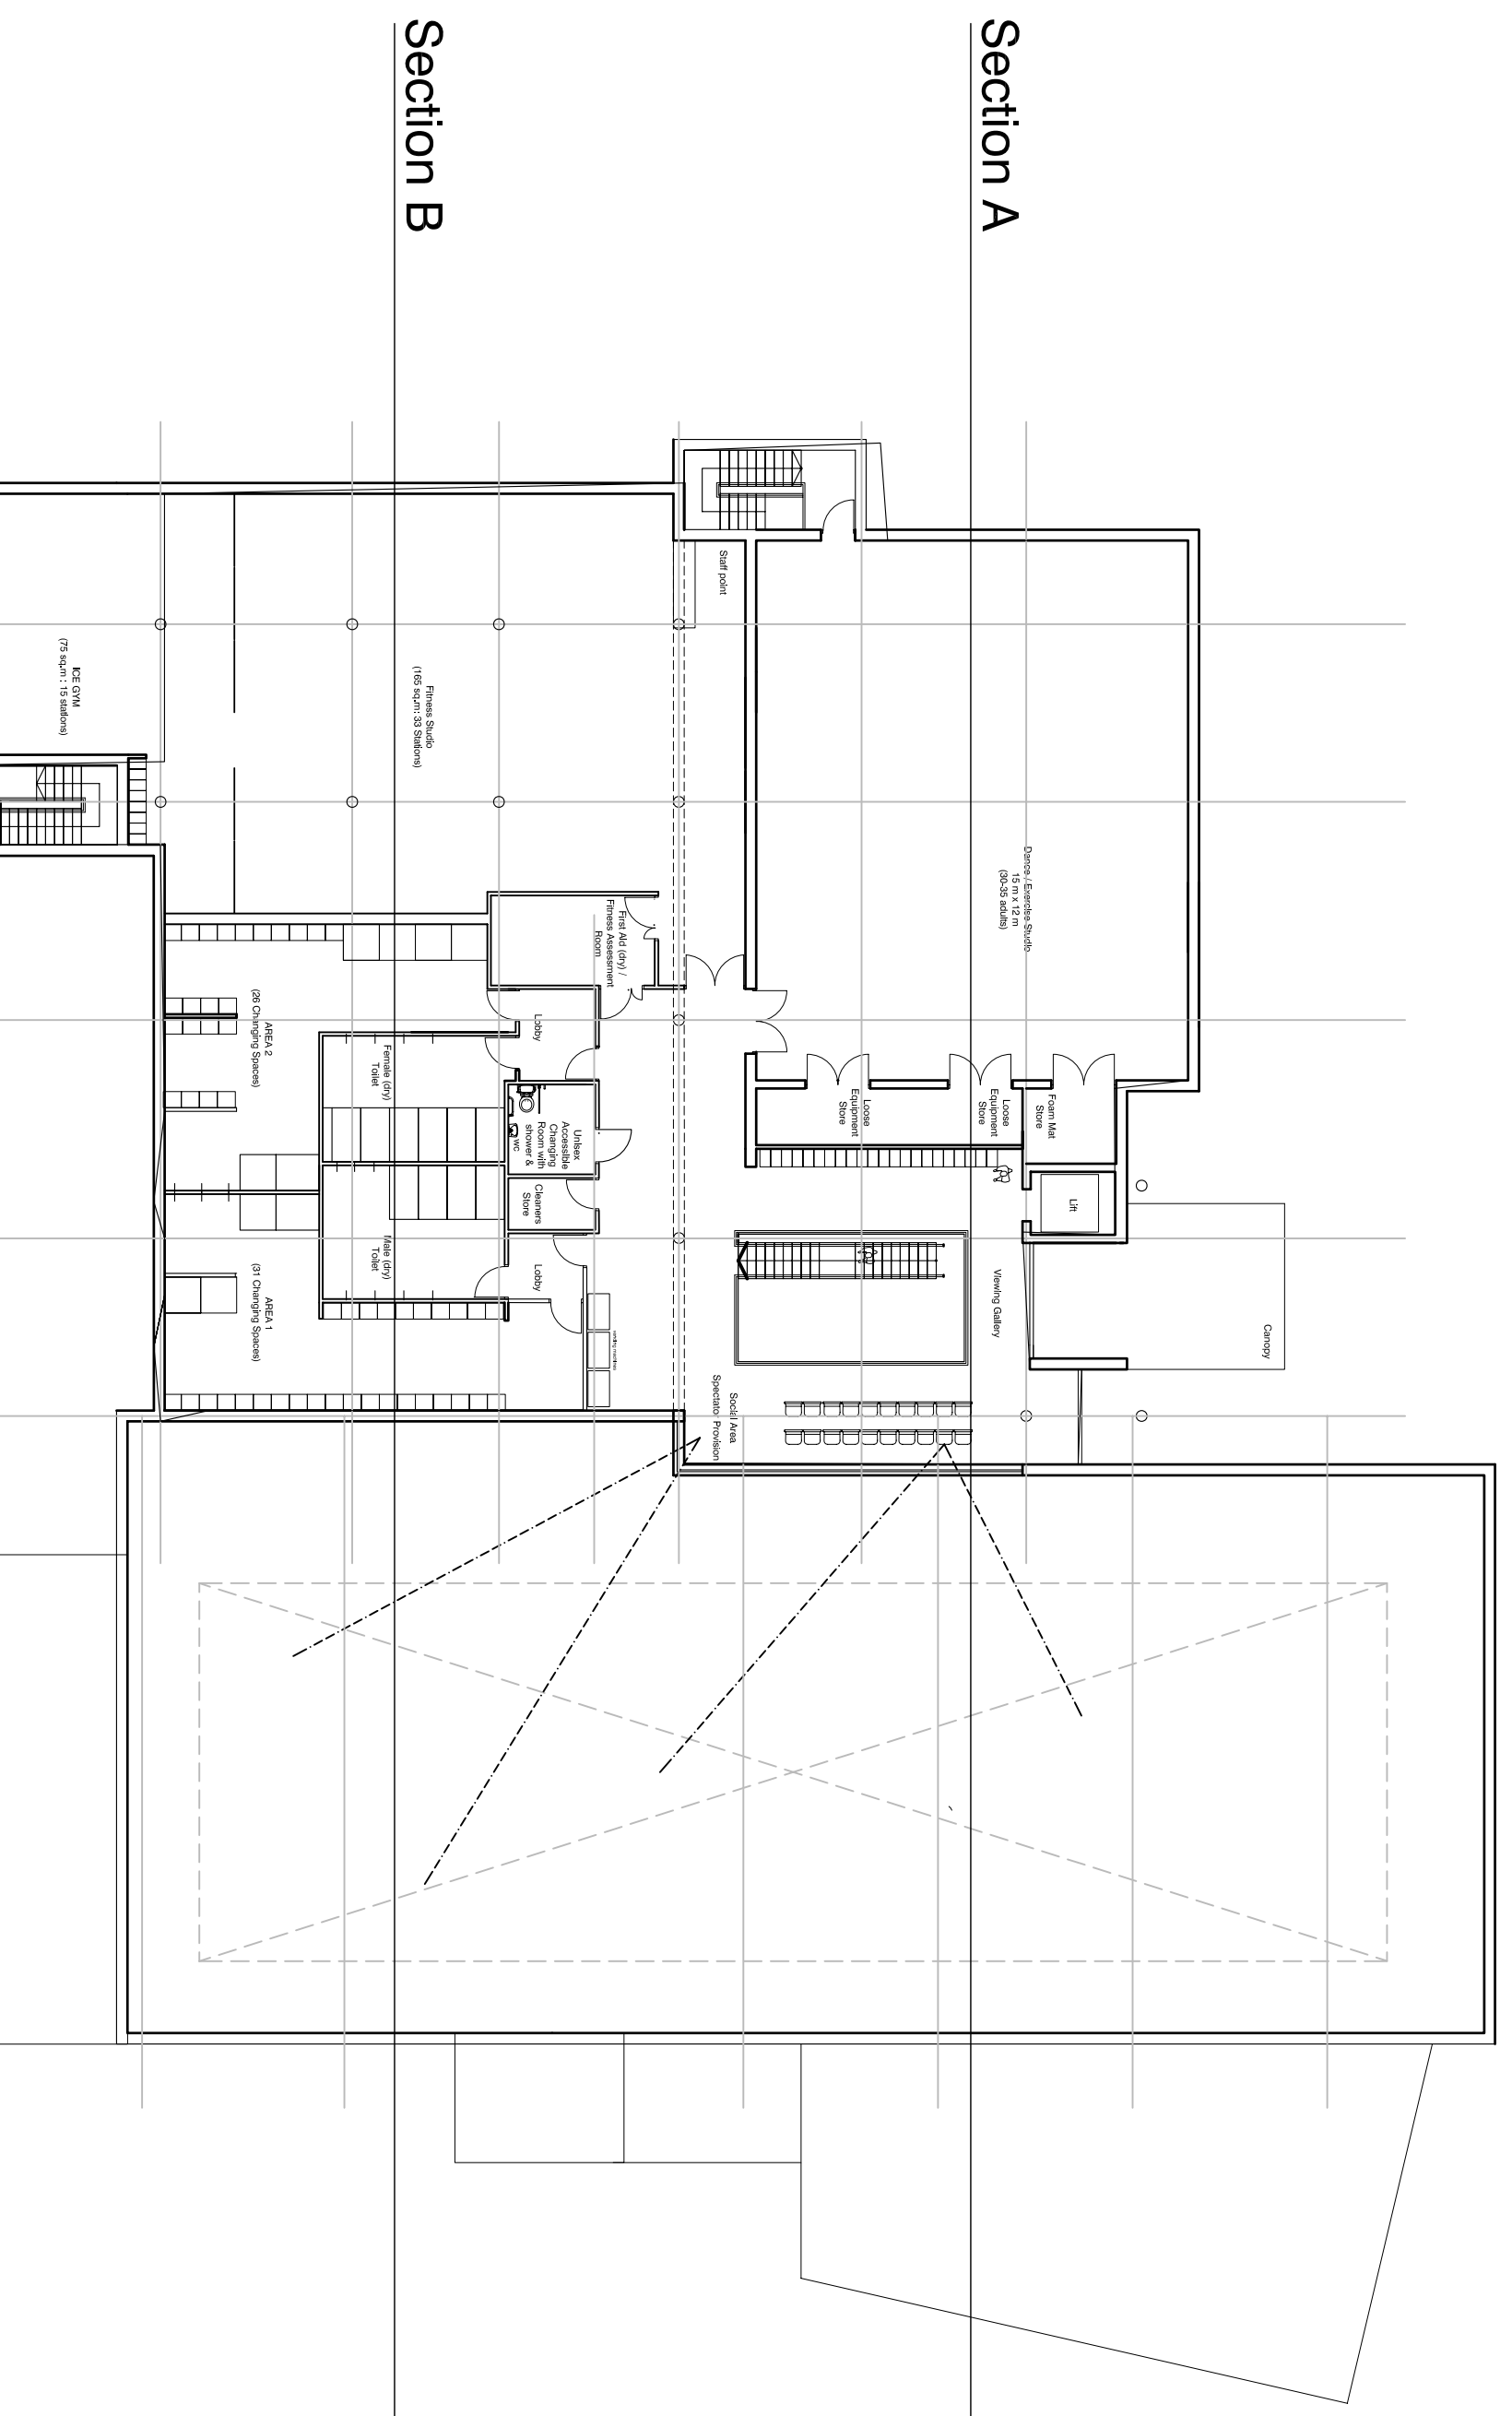 Section A
Section B
Staff point
Dance / Exercise Studio
15 m x 12 m
(30-35 adults)
Fitness Studio
(165 sq.m: 33 Stations)
ICE GYM
(75 sq.m : 15 stations)
First Aid (dry) /
Fitness Assessment
Room
Lobby
Female (dry)
Toilet
AREA 2
(26 Changing Spaces)
Foam Mat
Store
Loose
Equipment
Store
Loose
Equipment
Store
Unisex
Accessible
Changing
Room with
shower &
wc
Cleaners
Store
Lift
Male (dry)
Toilet
Lobby
AREA 1
(31 Changing Spaces)
Viewing Gallery
Canopy
vending machines
Social Area
Spectator Provision